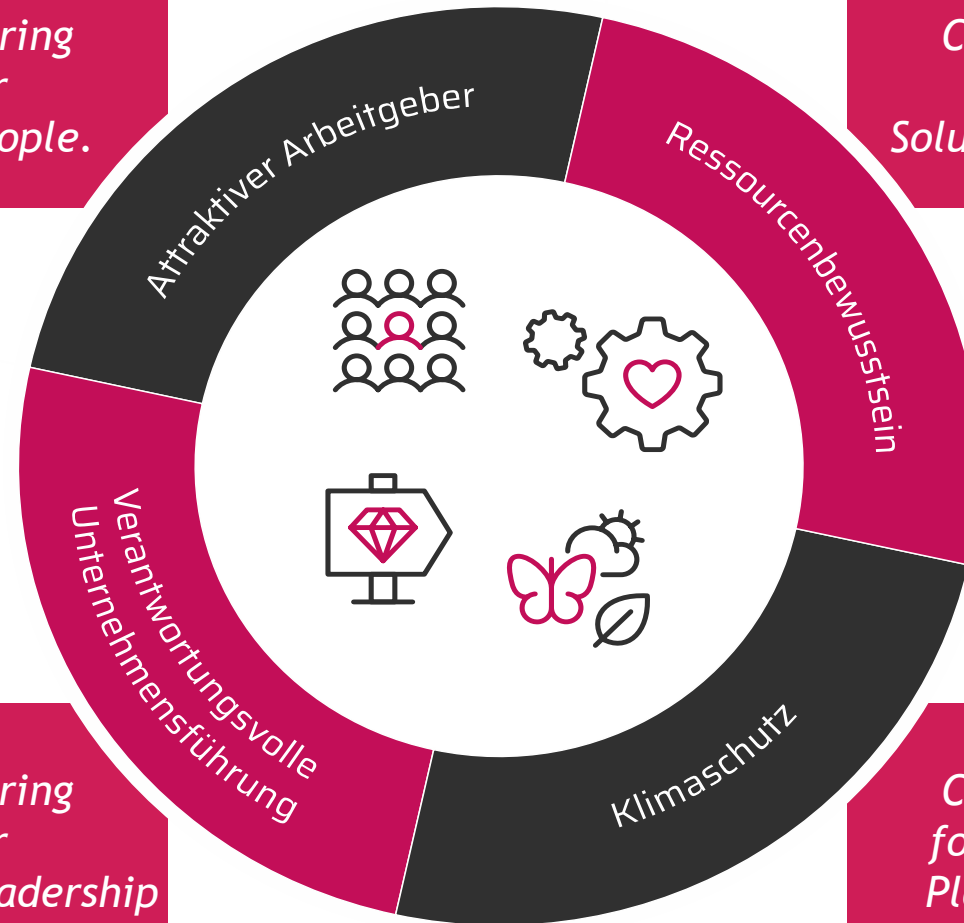 ring
r
ople.
C
Solu
Attraktiver Arbeitgeber
Ressourcenbewusstsein
Verantwortungsvolle
Unternehmensführung
Klimaschutz
ring
r
adership
C
fo
Pl